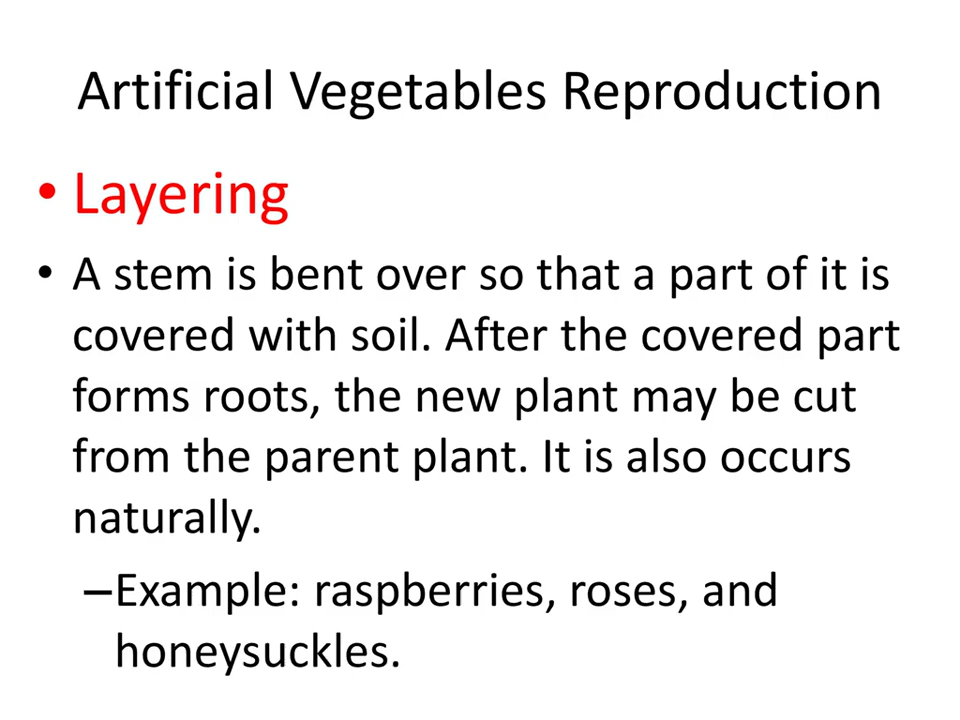 Artificial Vegetables Reproduction
• Layering
• A stem is bent over so that a part of it is
covered with soil. After the covered part
forms roots, the new plant may be cut
from the parent plant. It is also occurs
naturally.
–Example: raspberries, roses, and
honeysuckles.